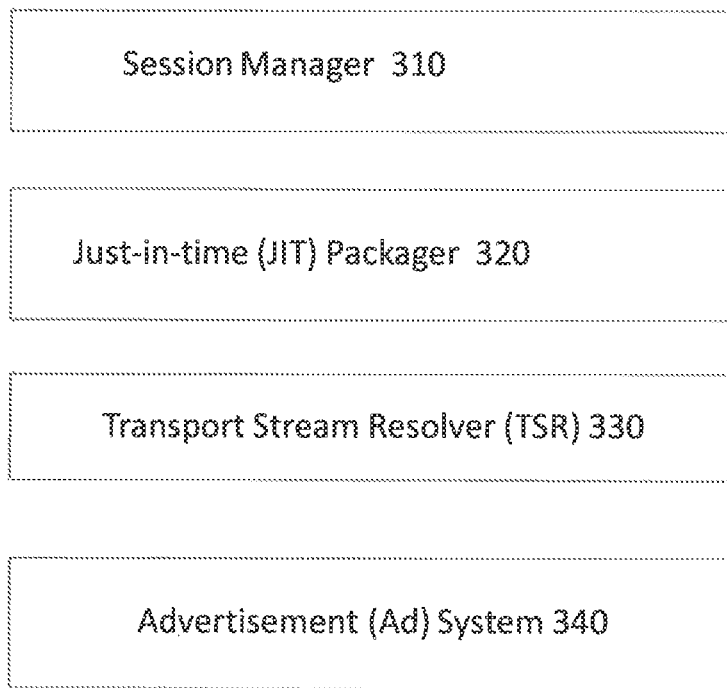 Session Manager 310
Just-in-time (JIT) Packager 320
Transport Stream Resolver (TSR) 330
Advertisement (Ad) System 340